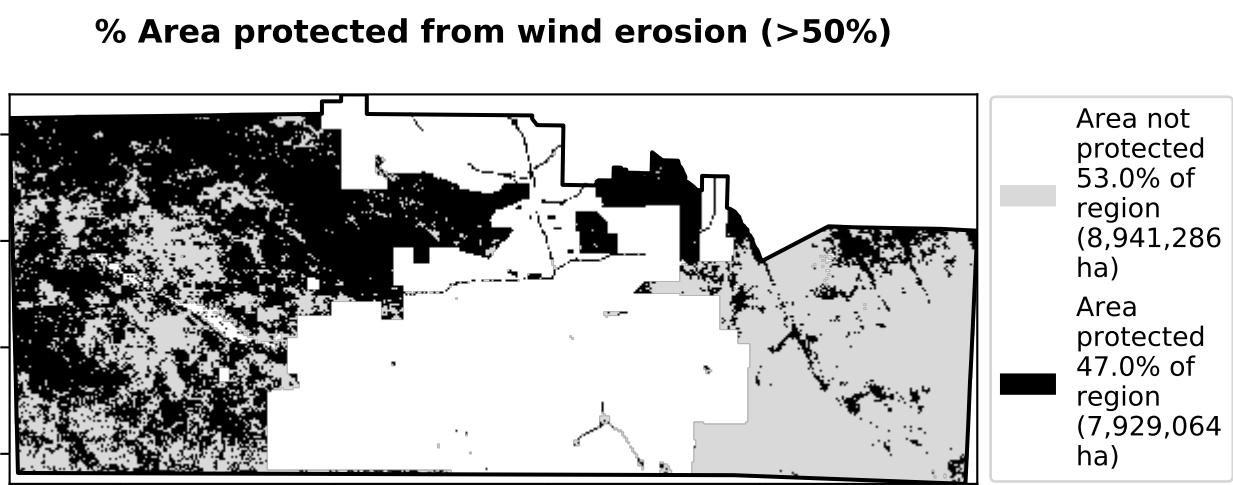 % Area protected from wind erosion (>50%)
Area not
protected
53.0% of
region
(8,941,286
ha)
Area
protected
47.0% of
region
(7,929,064
ha)